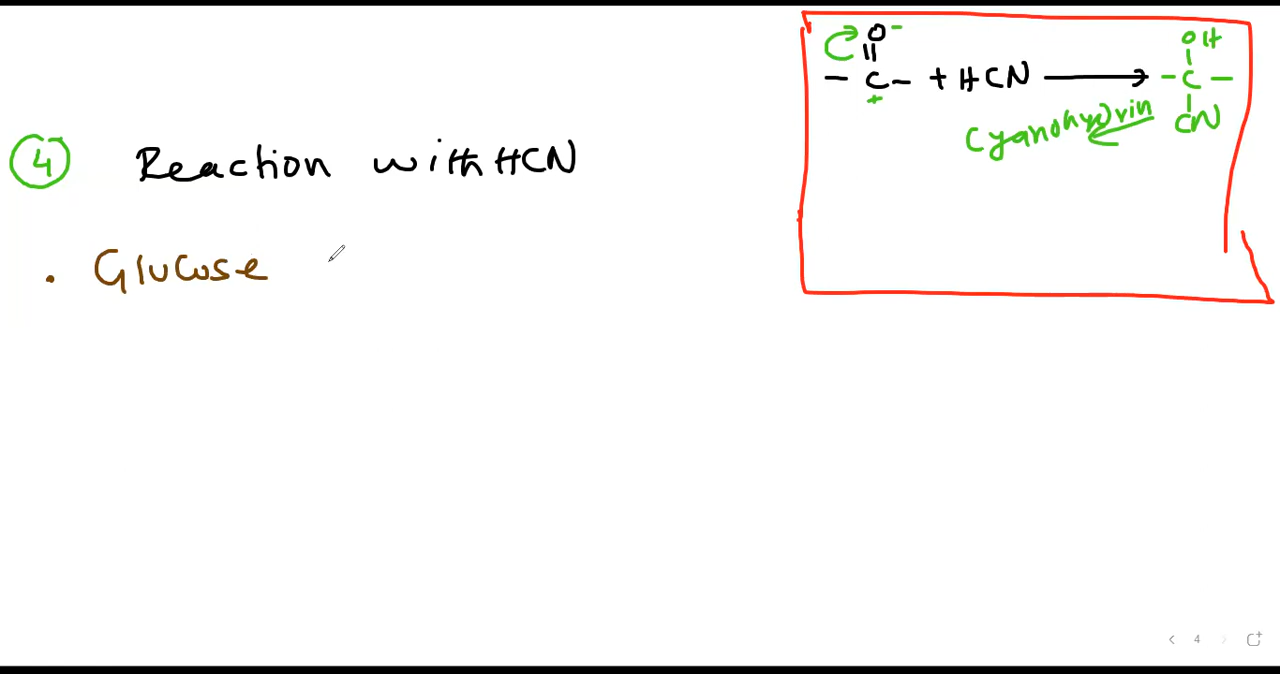 O⁻ OH
|| |
— C — + HCN ⟶ — C —
+ |
Cyanohydrin CN
④ Reaction with HCN
. Glucose
< 4 >